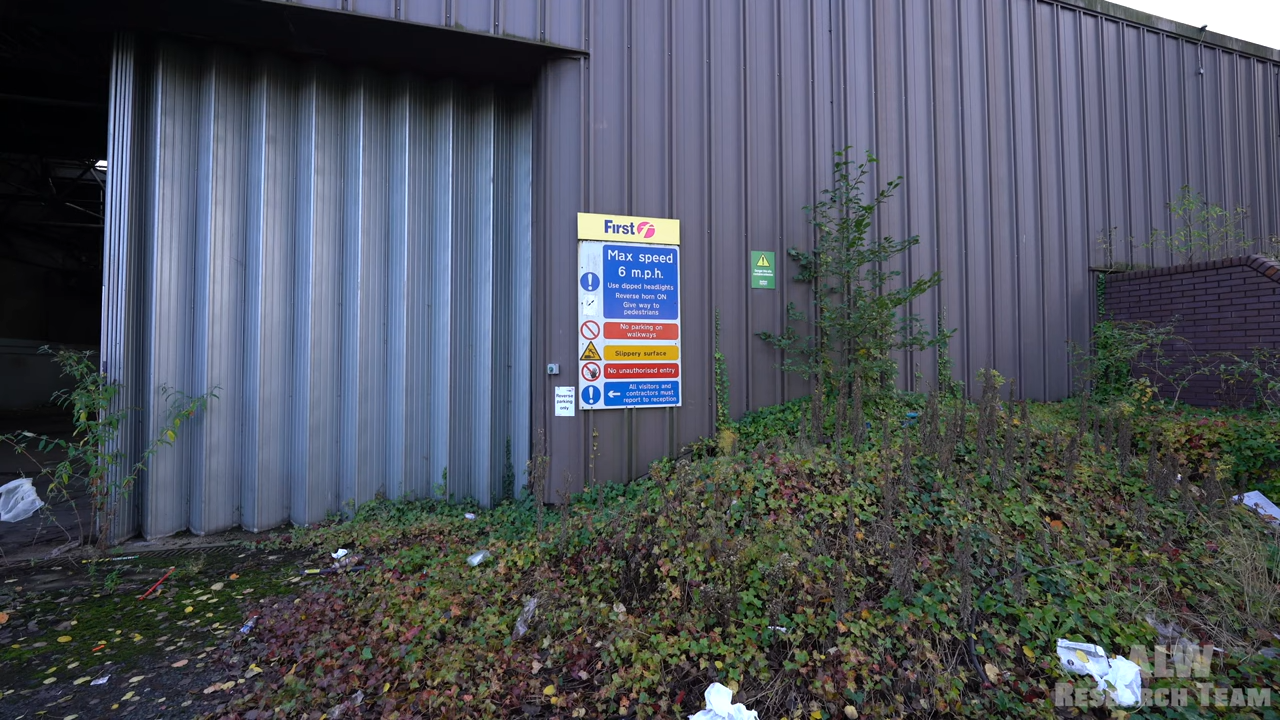 First
Max speed
6 m.p.h.
Use dipped headlights
Reverse horn ON
Give way to
pedestrians
No parking on
walkways
Slippery surface
No unauthorised entry
All visitors and
contractors must
report to reception
Reverse
parking
only
ALW
Research Team